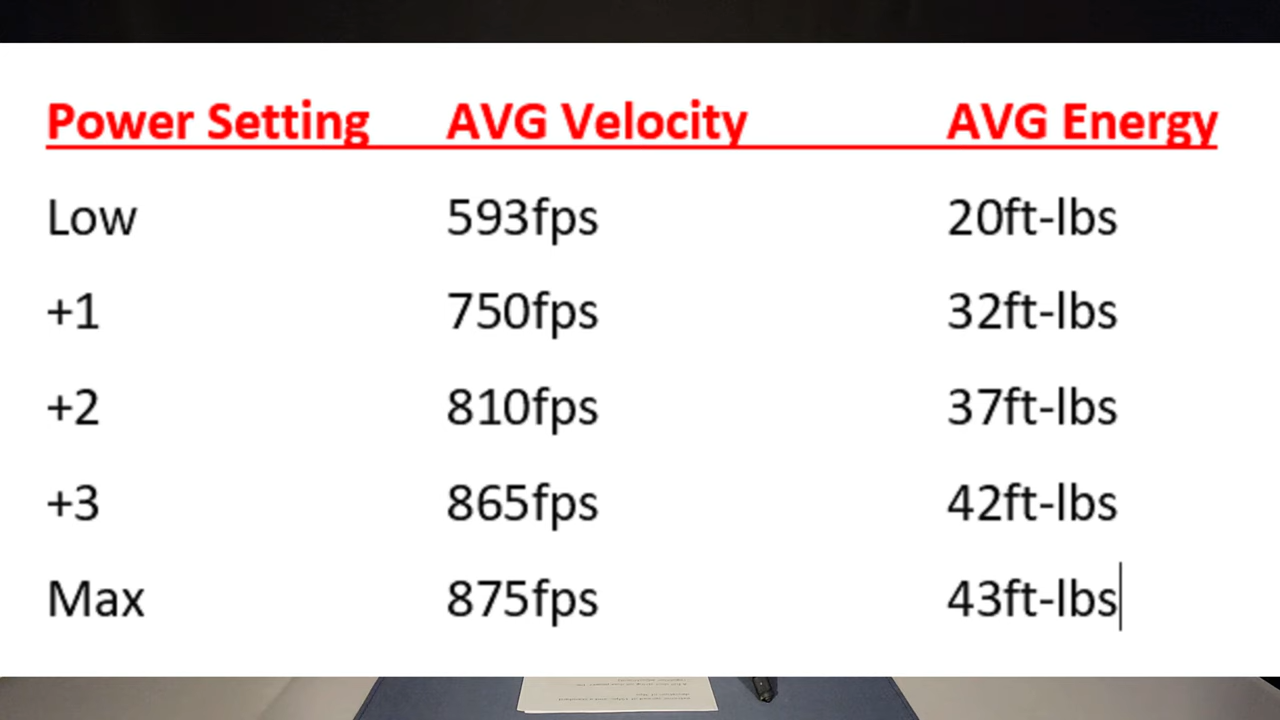 Power Setting AVG Velocity AVG Energy
Low 593fps 20ft-lbs
+1 750fps 32ft-lbs
+2 810fps 37ft-lbs
+3 865fps 42ft-lbs
Max 875fps 43ft-lbs